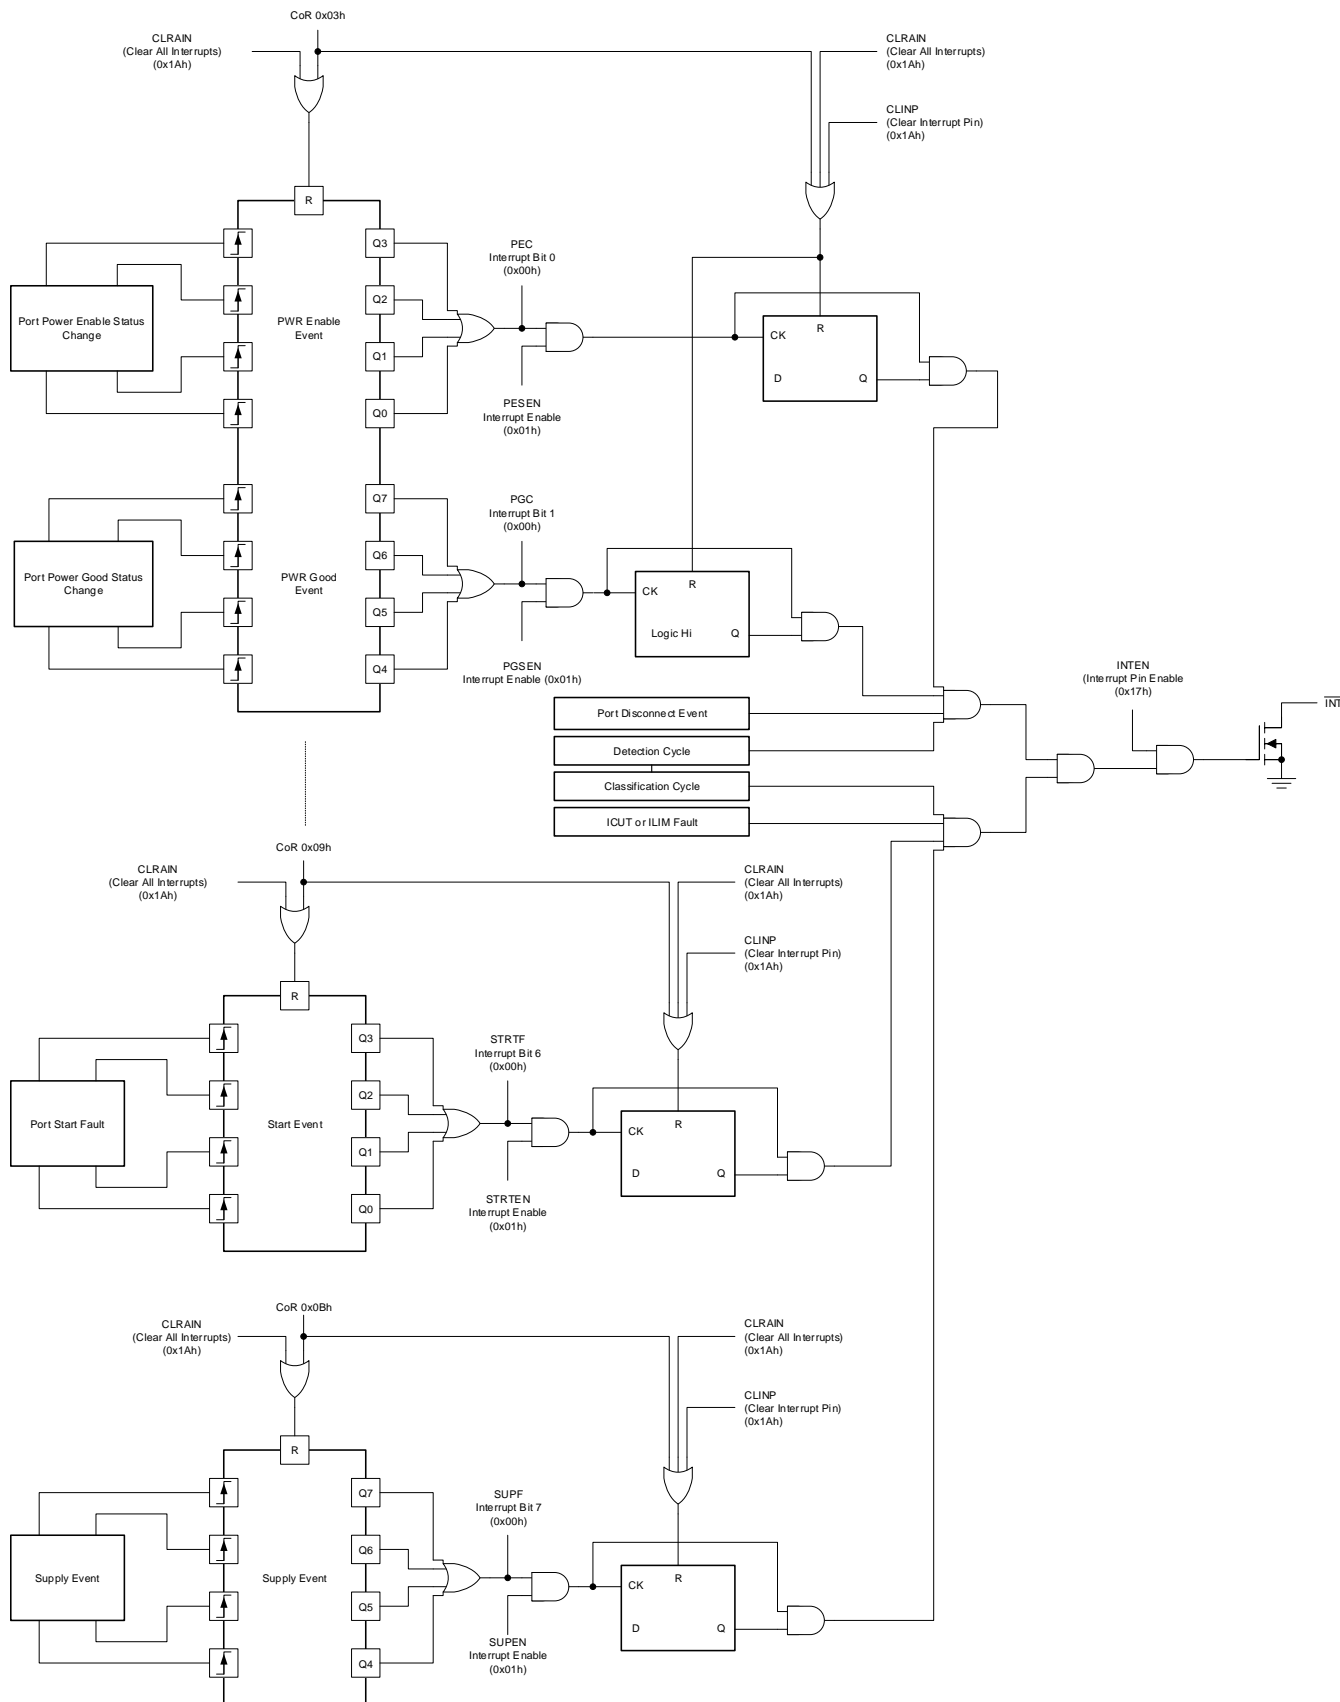 CoR 0x03h
CLRAIN
(Clear All Interrupts)
(0x1Ah)
CLRAIN
(Clear All Interrupts)
(0x1Ah)
CLINP
(Clear Interrupt Pin)
(0x1Ah)
R
Port Power Enable Status
Change
PWR Enable
Event
Q3
Q2
Q1
Q0
PEC
Interrupt Bit 0
(0x00h)
PESEN
Interrupt Enable
(0x01h)
R
CK
D
Q
Port Power Good Status
Change
PWR Good
Event
Q7
Q6
Q5
Q4
PGC
Interrupt Bit 1
(0x00h)
PGSEN
Interrupt Enable (0x01h)
R
CK
Logic Hi
Q
Port Disconnect Event
Detection Cycle
Classification Cycle
ICUT or ILIM Fault
INTEN
(Interrupt Pin Enable
(0x17h)
INT
CoR 0x09h
CLRAIN
(Clear All Interrupts)
(0x1Ah)
CLRAIN
(Clear All Interrupts)
(0x1Ah)
CLINP
(Clear Interrupt Pin)
(0x1Ah)
R
Port Start Fault
Start Event
Q3
Q2
Q1
Q0
STRTF
Interrupt Bit 6
(0x00h)
STRTEN
Interrupt Enable
(0x01h)
R
CK
D
Q
CoR 0x0Bh
CLRAIN
(Clear All Interrupts)
(0x1Ah)
CLRAIN
(Clear All Interrupts)
(0x1Ah)
CLINP
(Clear Interrupt Pin)
(0x1Ah)
R
Supply Event
Supply Event
Q7
Q6
Q5
Q4
SUPF
Interrupt Bit 7
(0x00h)
SUPEN
Interrupt Enable
(0x01h)
R
CK
D
Q